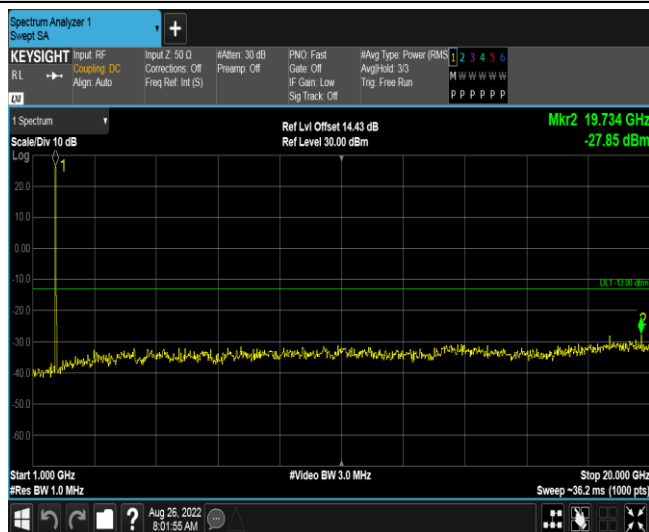 Spectrum Analyzer 1
Swept SA
+
KEYSIGHT
RL
LXI
Input: RF
Coupling: DC
Align: Auto
Input Z: 50 Ω
Corrections: Off
Freq Ref: Int (S)
#Atten: 30 dB
Preamp: Off
PNO: Fast
Gate: Off
IF Gain: Low
Sig Track: Off
#Avg Type: Power (RMS
Avg|Hold: 3/3
Trig: Free Run
1 2 3 4 5 6
M W W W W W
P P P P P P
1 Spectrum
Scale/Div 10 dB
Ref Lvl Offset 14.43 dB
Ref Level 30.00 dBm
Mkr2 19.734 GHz
-27.85 dBm
Log
1
20.0
10.0
0.00
-10.0
DL1 -13.00 dBm
-20.0
2
-30.0
-40.0
-50.0
-60.0
Start 1.000 GHz
#Res BW 1.0 MHz
#Video BW 3.0 MHz
Stop 20.000 GHz
Sweep ~36.2 ms (1000 pts)
?
Aug 26, 2022
8:01:55 AM